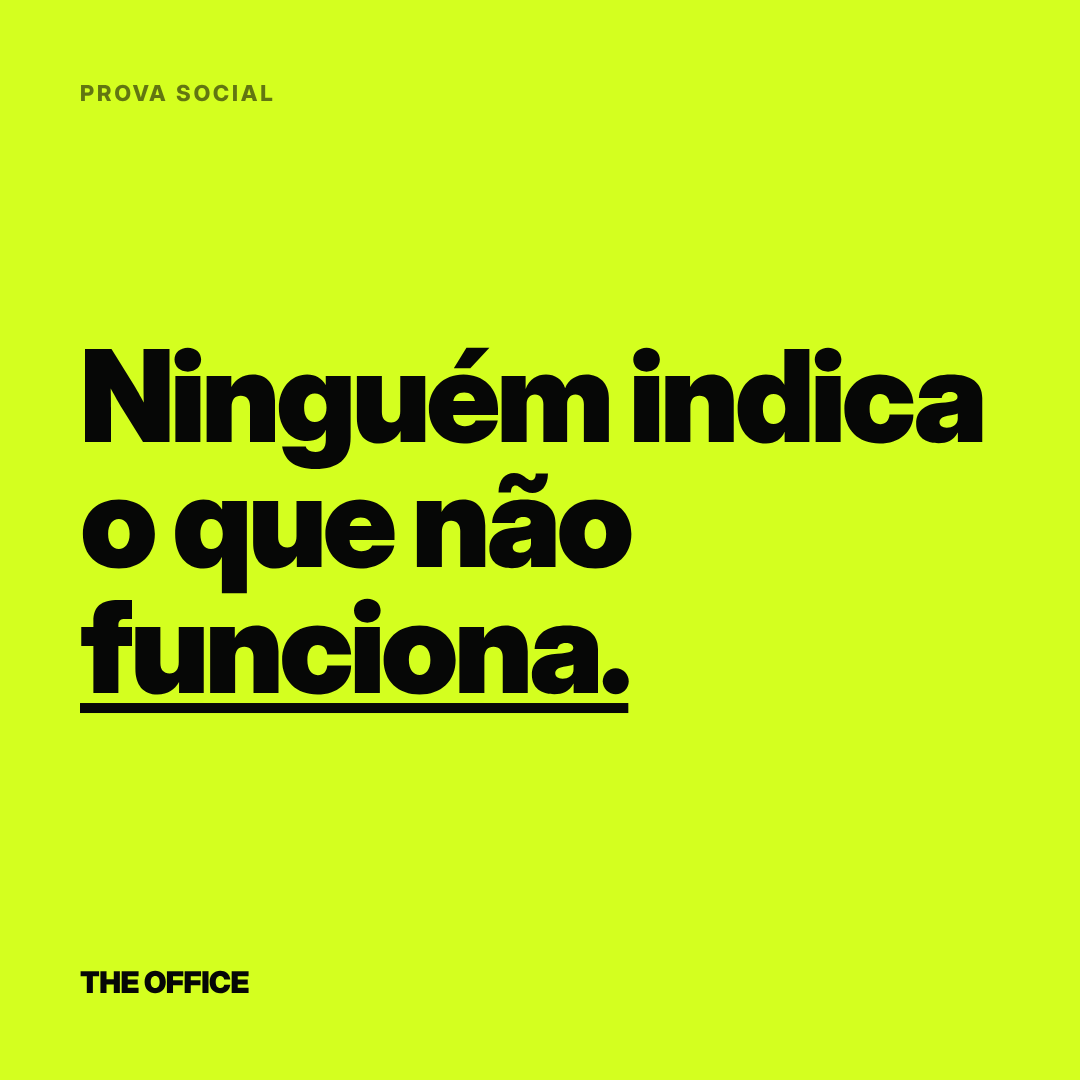 PROVA SOCIAL
Ninguém indica
o que não
funciona.
THE OFFICE